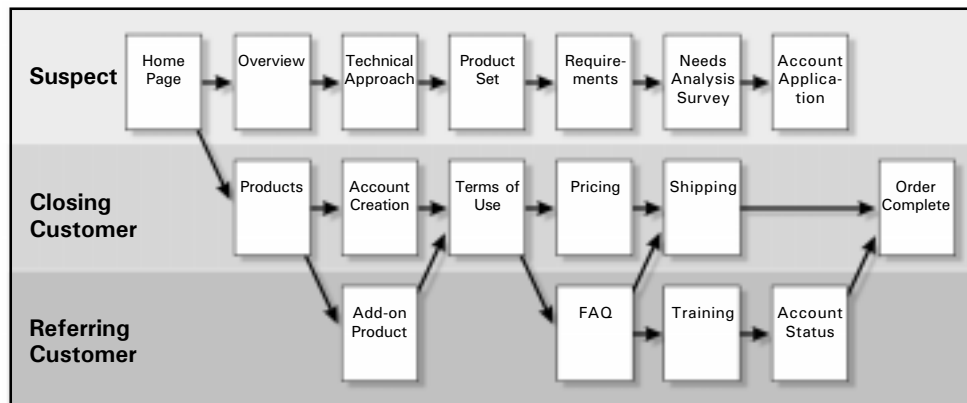 Suspect
Home
Page
Overview
Technical
Approach
Product
Set
Require-
ments
Needs
Analysis
Survey
Account
Applica-
tion
Closing
Customer
Products
Account
Creation
Terms of
Use
Pricing
Shipping
Order
Complete
Referring
Customer
Add-on
Product
FAQ
Training
Account
Status